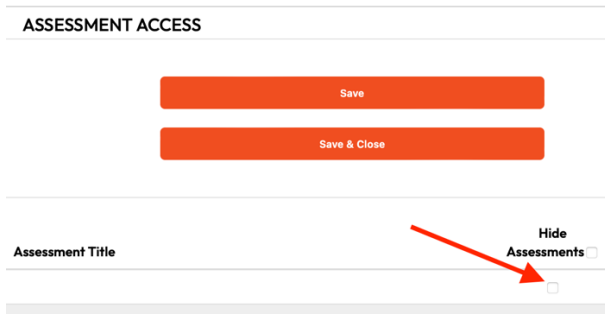 ASSESSMENT ACCESS
Save
Save & Close
Hide
Assessment Title Assessments